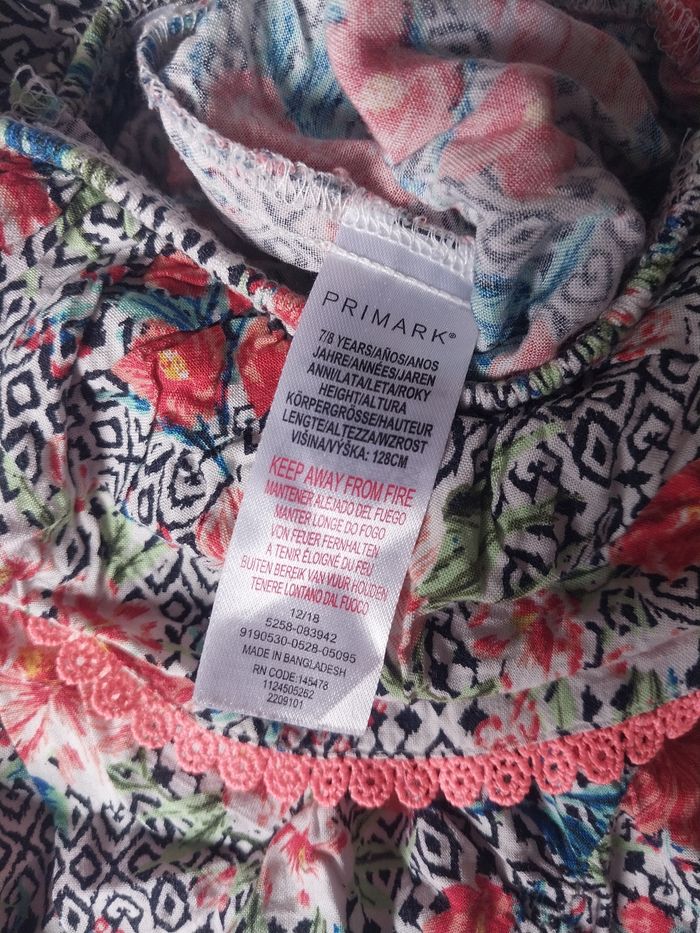 PRIMARK®
7/8 YEARS/AÑOS/ANOS
JAHRE/ANNÉES/JAREN
ANNI/LATA/LETA/ROKY
HEIGHT/ALTURA
KÖRPERGRÖSSE/HAUTEUR
LENGTE/ALTEZZA/WZROST
VIŠINA/VÝŠKA: 128CM
KEEP AWAY FROM FIRE
MANTENER ALEJADO DEL FUEGO
MANTER LONGE DO FOGO
VON FEUER FERNHALTEN
A TENIR ÉLOIGNÉ DU FEU
BUITEN BEREIK VAN VUUR HOUDEN
TENERE LONTANO DAL FUOCO
12/18
5258-083942
9190530-0528-05095
MADE IN BANGLADESH
RN CODE: 145478
1124505262
2209101